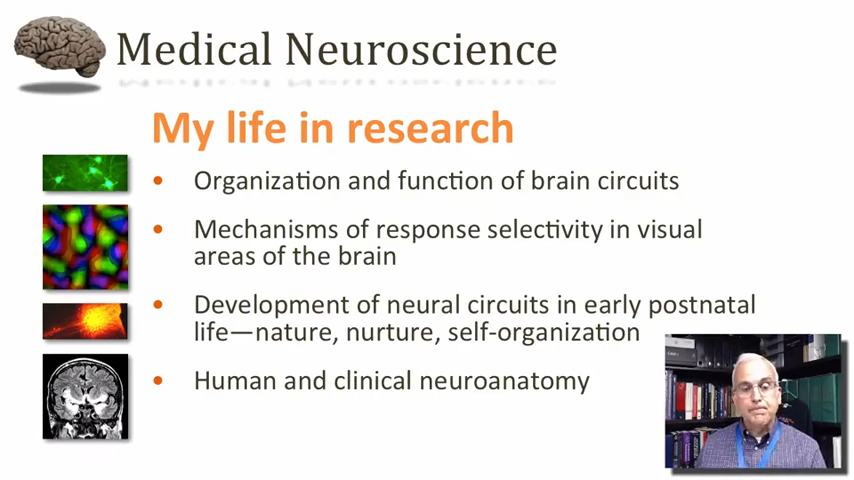 Medical Neuroscience
My life in research
• Organization and function of brain circuits
• Mechanisms of response selectivity in visual
areas of the brain
• Development of neural circuits in early postnatal
life—nature, nurture, self-organization
• Human and clinical neuroanatomy